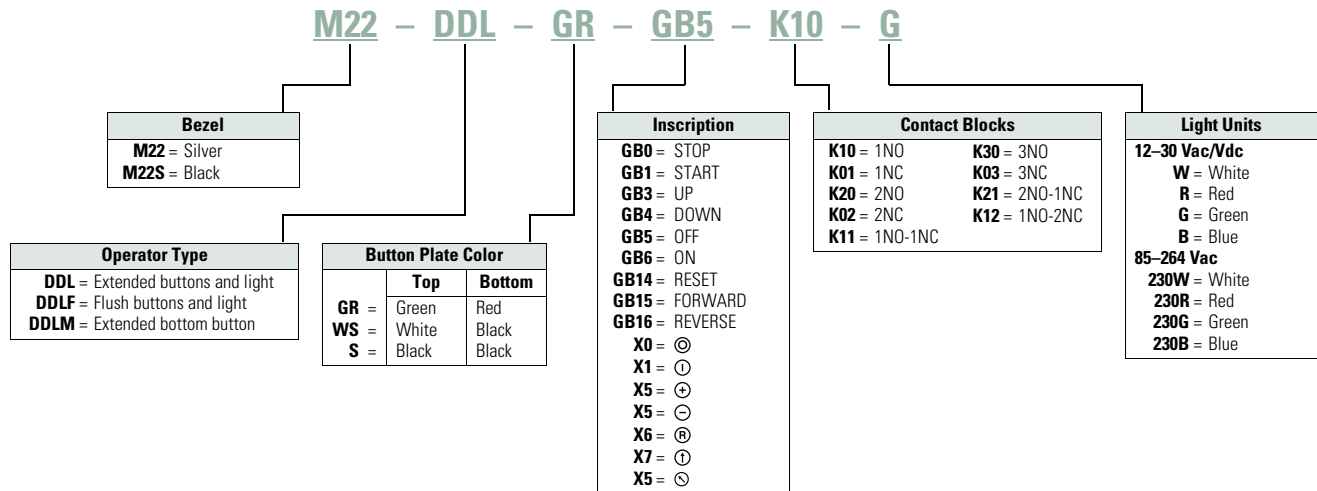 M22 – DDL – GR – GB5 – K10 – G
Bezel
M22 = Silver
M22S = Black
Operator Type
DDL = Extended buttons and light
DDLF = Flush buttons and light
DDLM = Extended bottom button
Button Plate Color
Top Bottom
GR = Green Red
WS = White Black
S = Black Black
Inscription
GB0 = STOP
GB1 = START
GB3 = UP
GB4 = DOWN
GB5 = OFF
GB6 = ON
GB14 = RESET
GB15 = FORWARD
GB16 = REVERSE
X0 = ◎
X1 = Ⓘ
X5 = ⊕
X5 = ⊖
X6 = Ⓡ
X7 = ↑
X5 = ↖
Contact Blocks
K10 = 1NO K30 = 3NO
K01 = 1NC K03 = 3NC
K20 = 2NO K21 = 2NO-1NC
K02 = 2NC K12 = 1NO-2NC
K11 = 1NO-1NC
Light Units
12–30 Vac/Vdc
W = White
R = Red
G = Green
B = Blue
85–264 Vac
230W = White
230R = Red
230G = Green
230B = Blue